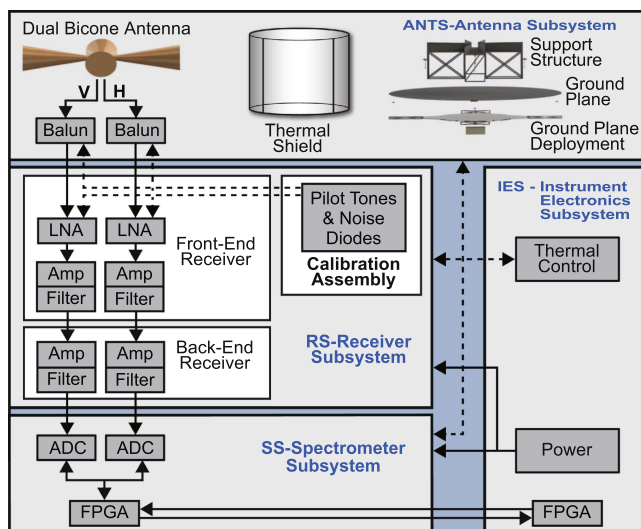 ANTS-Antenna Subsystem
Dual Bicone Antenna
V H
Balun
Balun
Thermal
Shield
Support
Structure
Ground
Plane
Ground Plane
Deployment
IES - Instrument
Electronics
Subsystem
LNA
LNA
Front-End
Receiver
Amp
Filter
Amp
Filter
Pilot Tones
& Noise
Diodes
Calibration
Assembly
Thermal
Control
Back-End
Receiver
Amp
Filter
Amp
Filter
RS-Receiver
Subsystem
ADC
ADC
SS-Spectrometer
Subsystem
Power
FPGA
FPGA